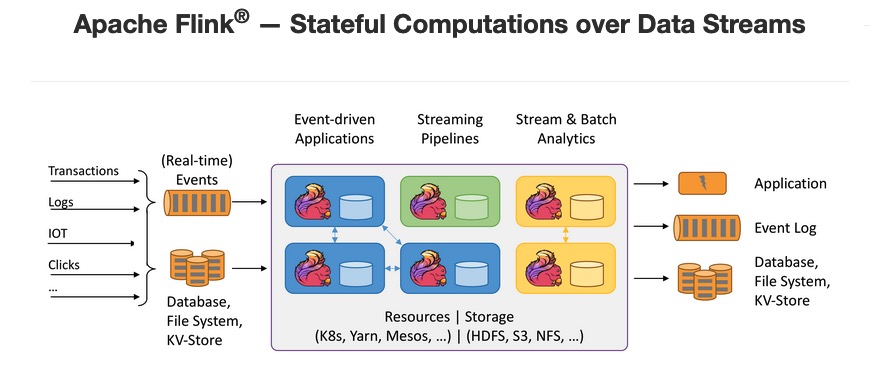 Apache Flink® — Stateful Computations over Data Streams
Event-driven
Applications
Streaming
Pipelines
Stream & Batch
Analytics
Transactions
Logs
IOT
Clicks
...
(Real-time)
Events
Database,
File System,
KV-Store
Resources | Storage
(K8s, Yarn, Mesos, ...) | (HDFS, S3, NFS, ...)
Application
Event Log
Database,
File System,
KV-Store